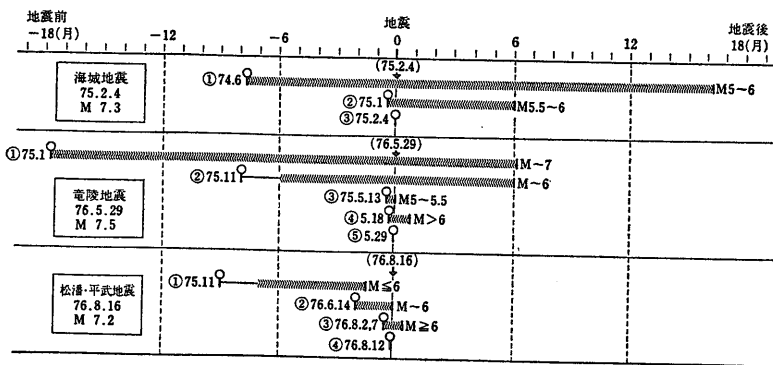 地震前
地震
地震後
−18(月) −12 −6 0 6 12 18(月)
海城地震
75.2.4
M 7.3
(75.2.4)
①74.6 M5〜6
②75.1 M5.5〜6
③75.2.4
竜陵地震
76.5.29
M 7.5
(76.5.29)
①75.1 M〜7
②75.11 M〜6
③75.5.13 M5〜5.5
④5.18 M>6
⑤5.29
松潘・平武地震
76.8.16
M 7.2
(76.8.16)
①75.11 M≦6
②76.6.14 M〜6
③76.8.2,7 M≧6
④76.8.12